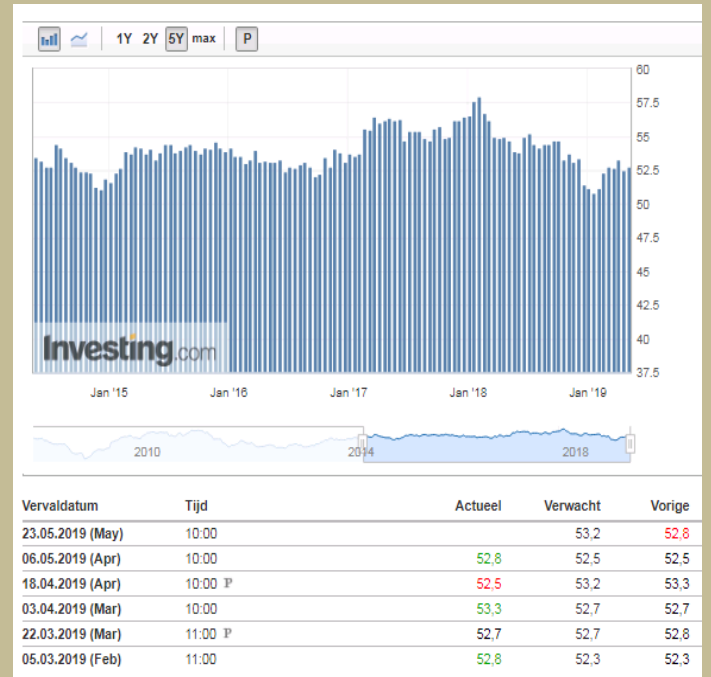 1Y 2Y 5Y max P
60
57.5
55
52.5
50
47.5
45
42.5
40
37.5
Investing.com
Jan '15 Jan '16 Jan '17 Jan '18 Jan '19
2010 2014 2018
Vervaldatum Tijd Actueel Verwacht Vorige
23.05.2019 (May) 10:00 53,2 52,8
06.05.2019 (Apr) 10:00 52,8 52,5 52,5
18.04.2019 (Apr) 10:00 P 52,5 53,2 53,3
03.04.2019 (Mar) 10:00 53,3 52,7 52,7
22.03.2019 (Mar) 11:00 P 52,7 52,7 52,8
05.03.2019 (Feb) 11:00 52,8 52,3 52,3